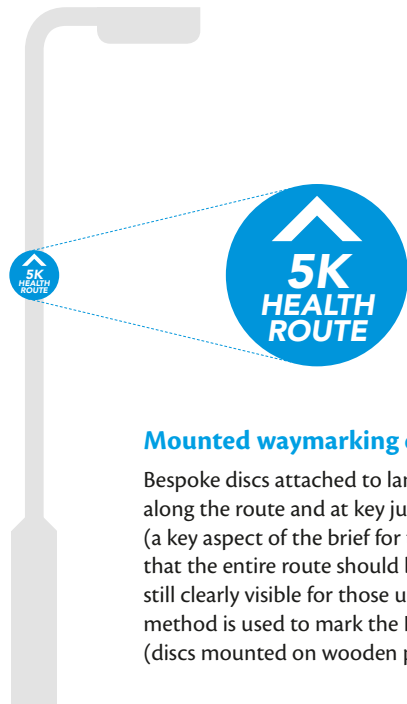 5K
HEALTH
ROUTE
5K
HEALTH
ROUTE
Mounted waymarking
Bespoke discs attached to
along the route and at key
(a key aspect of the brief for
that the entire route should
still clearly visible for those
method is used to mark the
(discs mounted on wooden